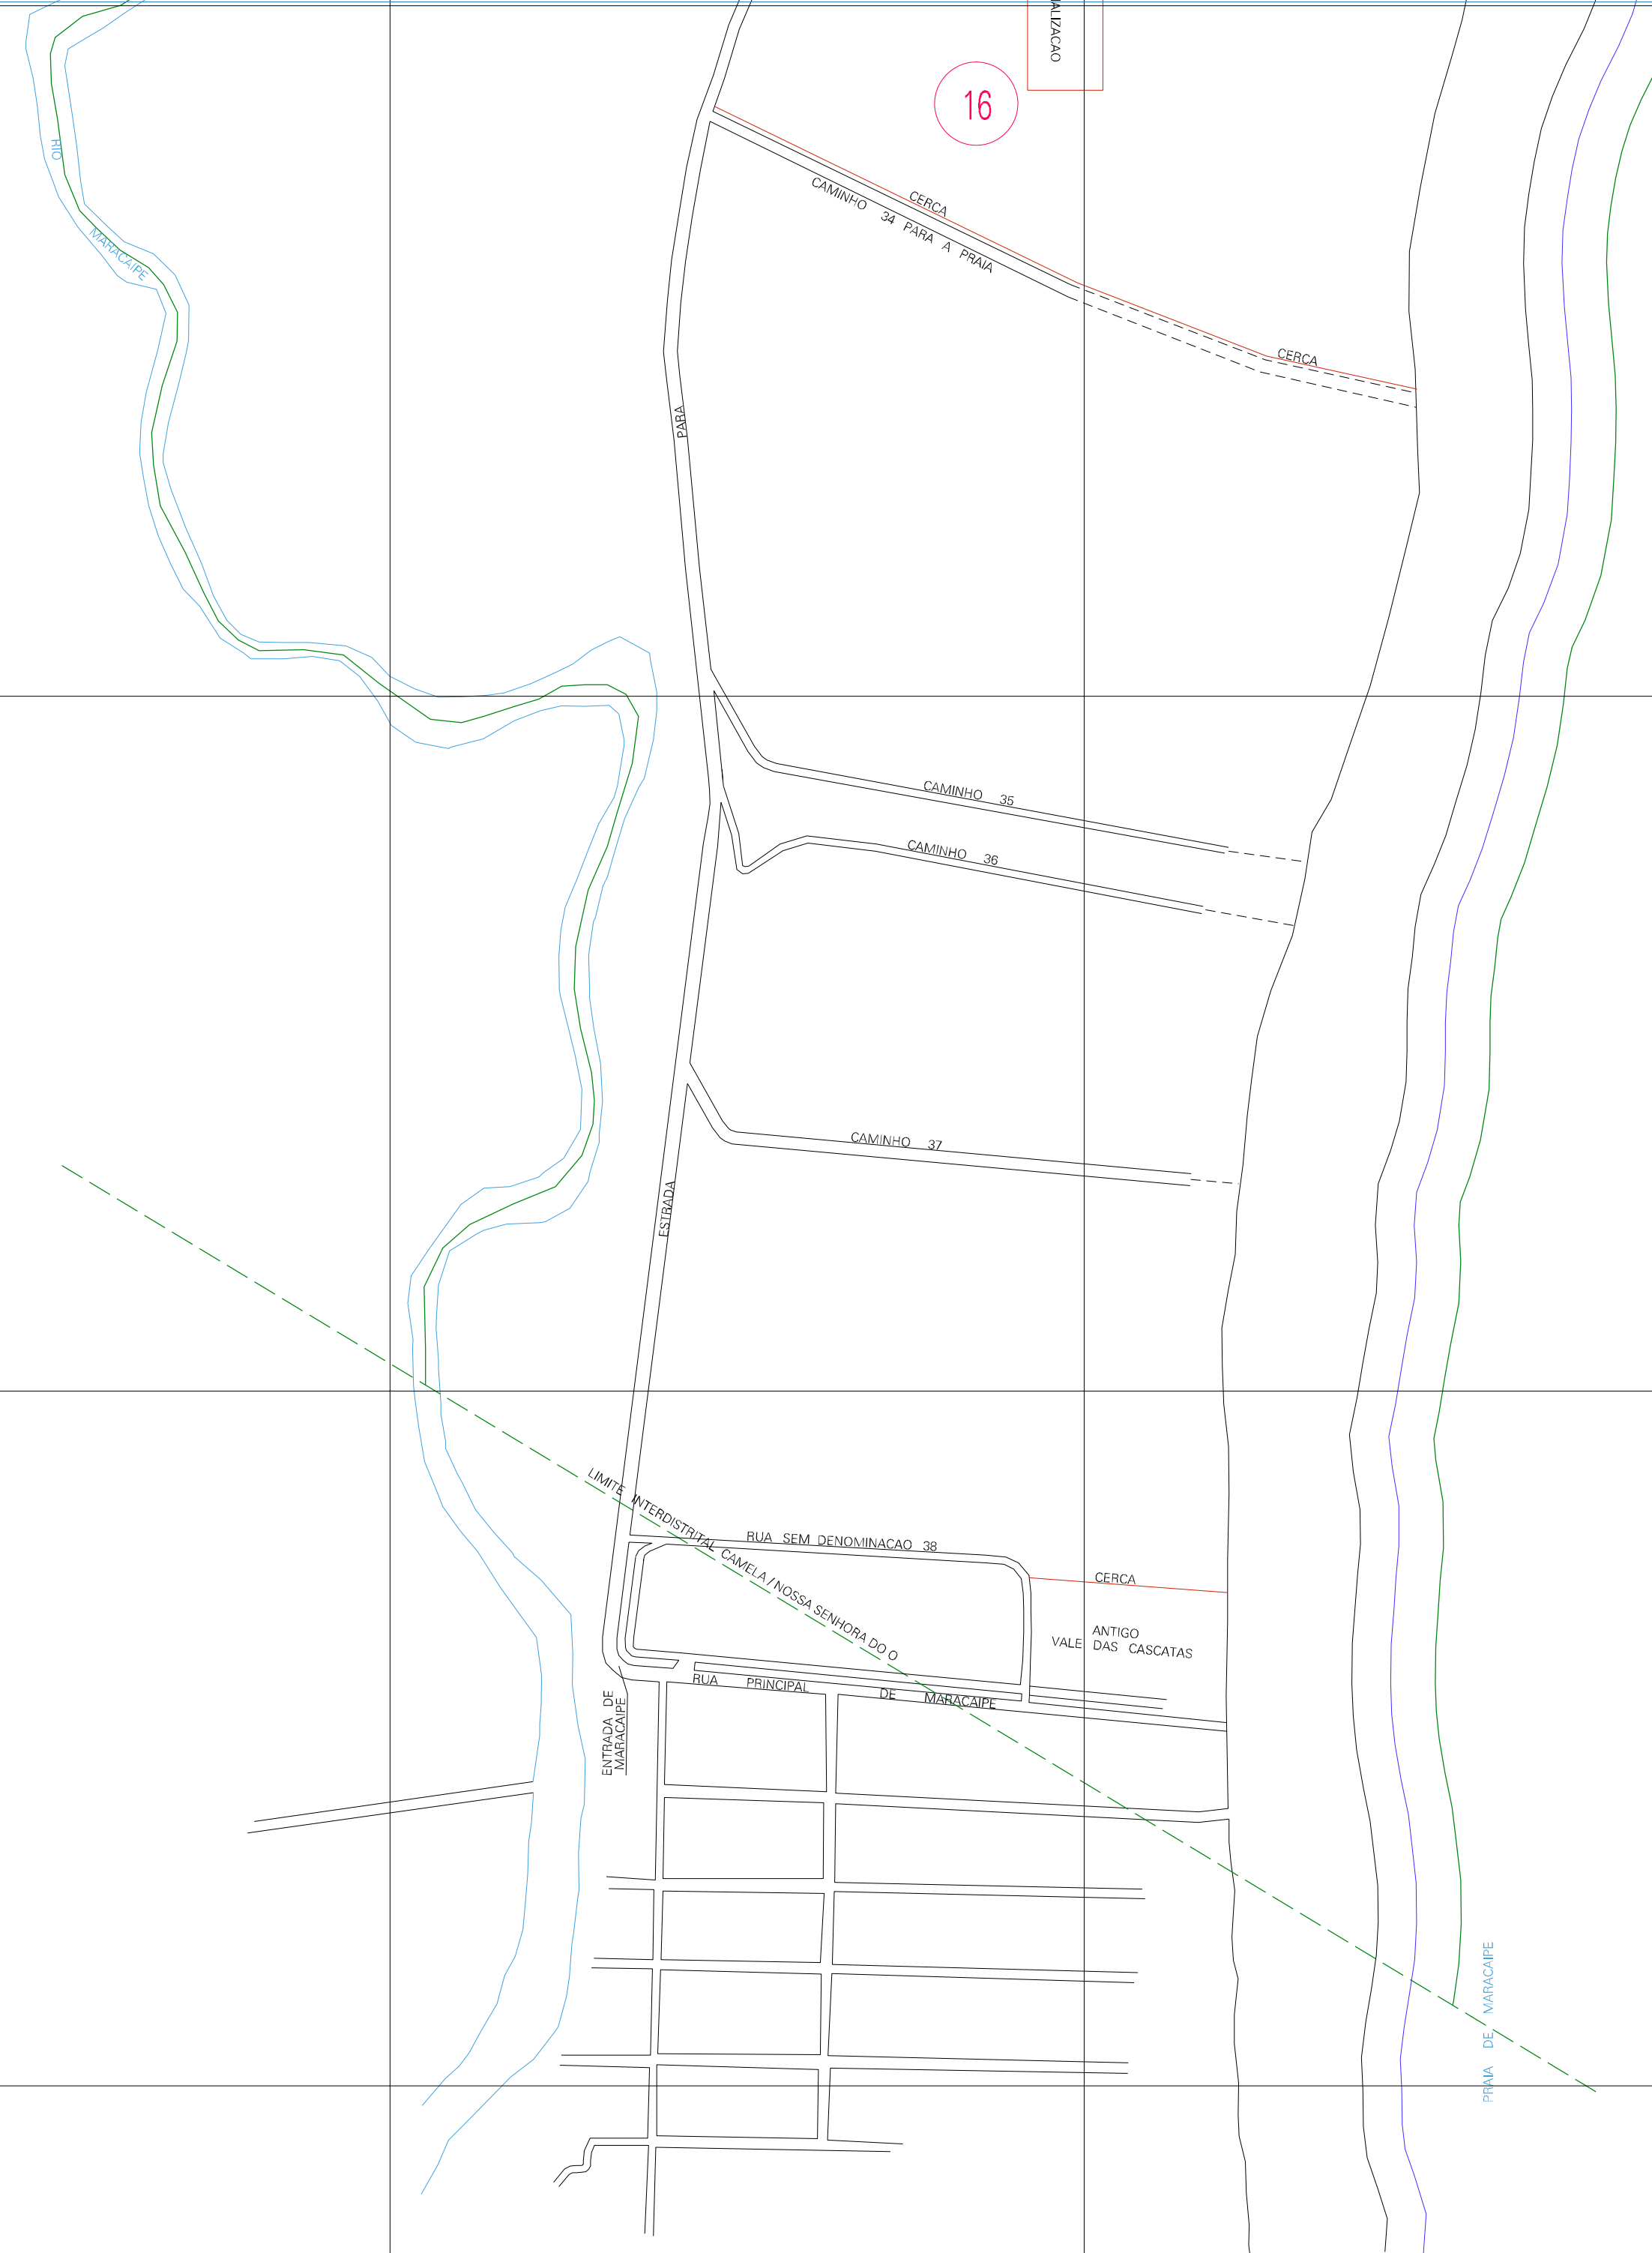 ALIZACAO
16
RIO
MARACAIPE
CERCA
CAMINHO 34 PARA A PRAIA
CERCA
PARA
CAMINHO 35
CAMINHO 36
CAMINHO 37
ESTRADA
LIMITE INTERDISTRITAL CAMELA / NOSSA SENHORA DO O
RUA SEM DENOMINACAO 38
CERCA
ANTIGO
VALE DAS CASCATAS
RUA PRINCIPAL DE MARACAIPE
ENTRADA DE
MARACAIPE
PRAIA DE MARACAIPE